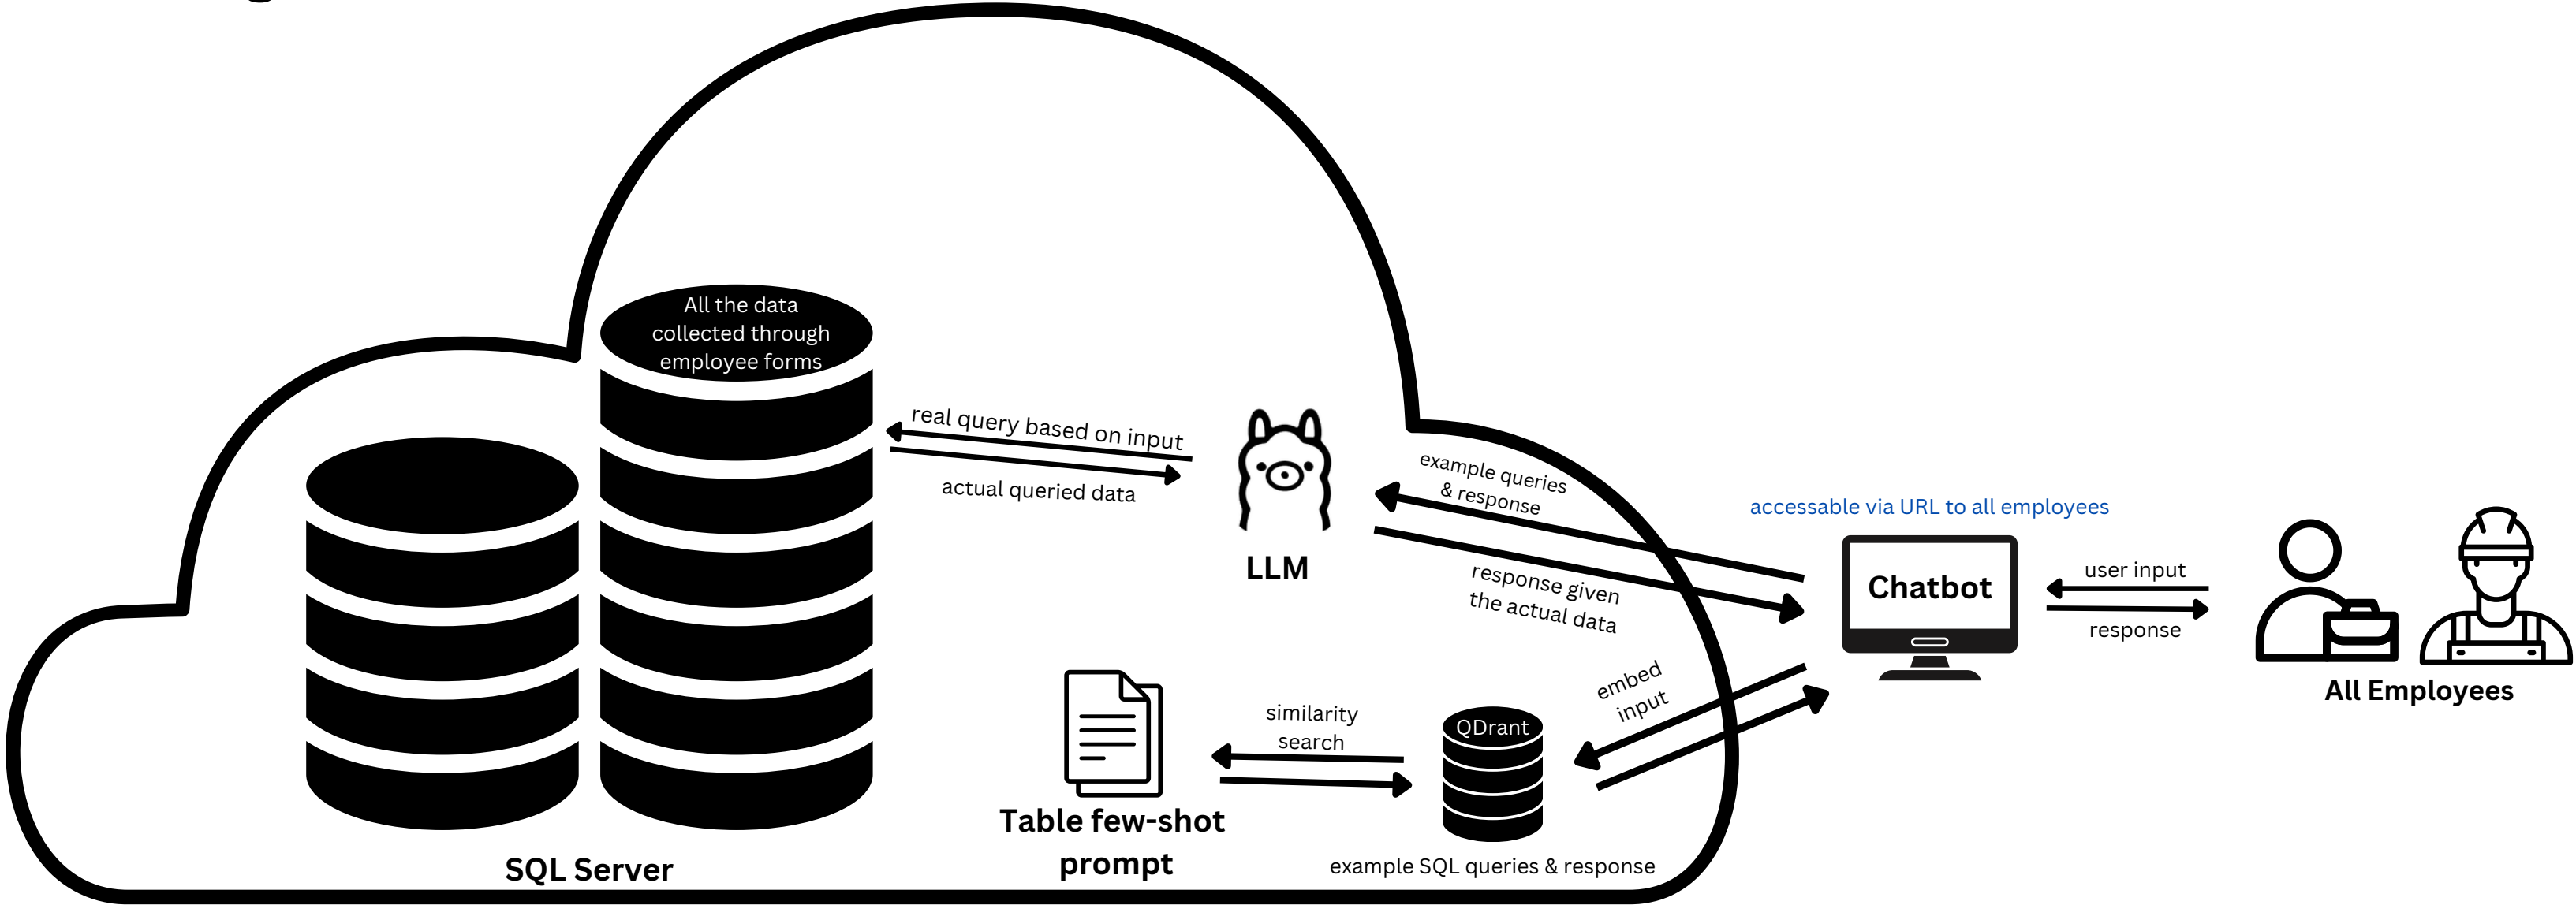 All the data
collected through
employee forms
real query based on input
actual queried data
SQL Server
LLM
example queries
& response
response given
the actual data
accessable via URL to all employees
Chatbot
user input
response
All Employees
embed
input
similarity
search
QDrant
Table few-shot
prompt
example SQL queries & response